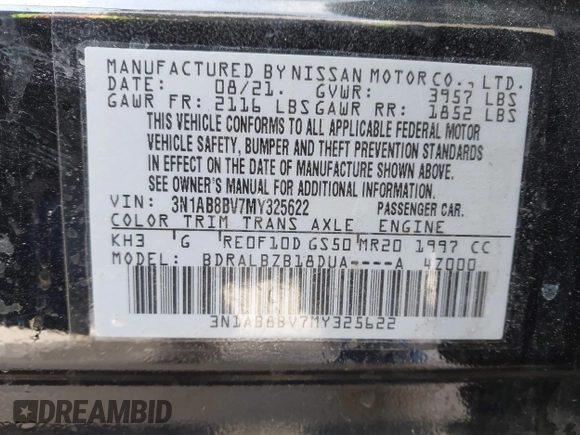 MANUFACTURED BY NISSAN MOTOR CO., LTD.
DATE: 08/21. GVWR: 3957 LBS
GAWR FR: 2116 LBS GAWR RR: 1852 LBS
THIS VEHICLE CONFORMS TO ALL APPLICABLE FEDERAL MOTOR
VEHICLE SAFETY, BUMPER AND THEFT PREVENTION STANDARDS
IN EFFECT ON THE DATE OF MANUFACTURE SHOWN ABOVE.
SEE OWNER'S MANUAL FOR ADDITIONAL INFORMATION.
VIN: 3N1AB8BV7MY325622 PASSENGER CAR.
COLOR TRIM TRANS AXLE ENGINE
KH3 G RE0F10D GS50 MR20 1997 CC
MODEL: BDRALBZB18DUA----A 4Z000
3N1AB8BV7MY325622
DREAMBID